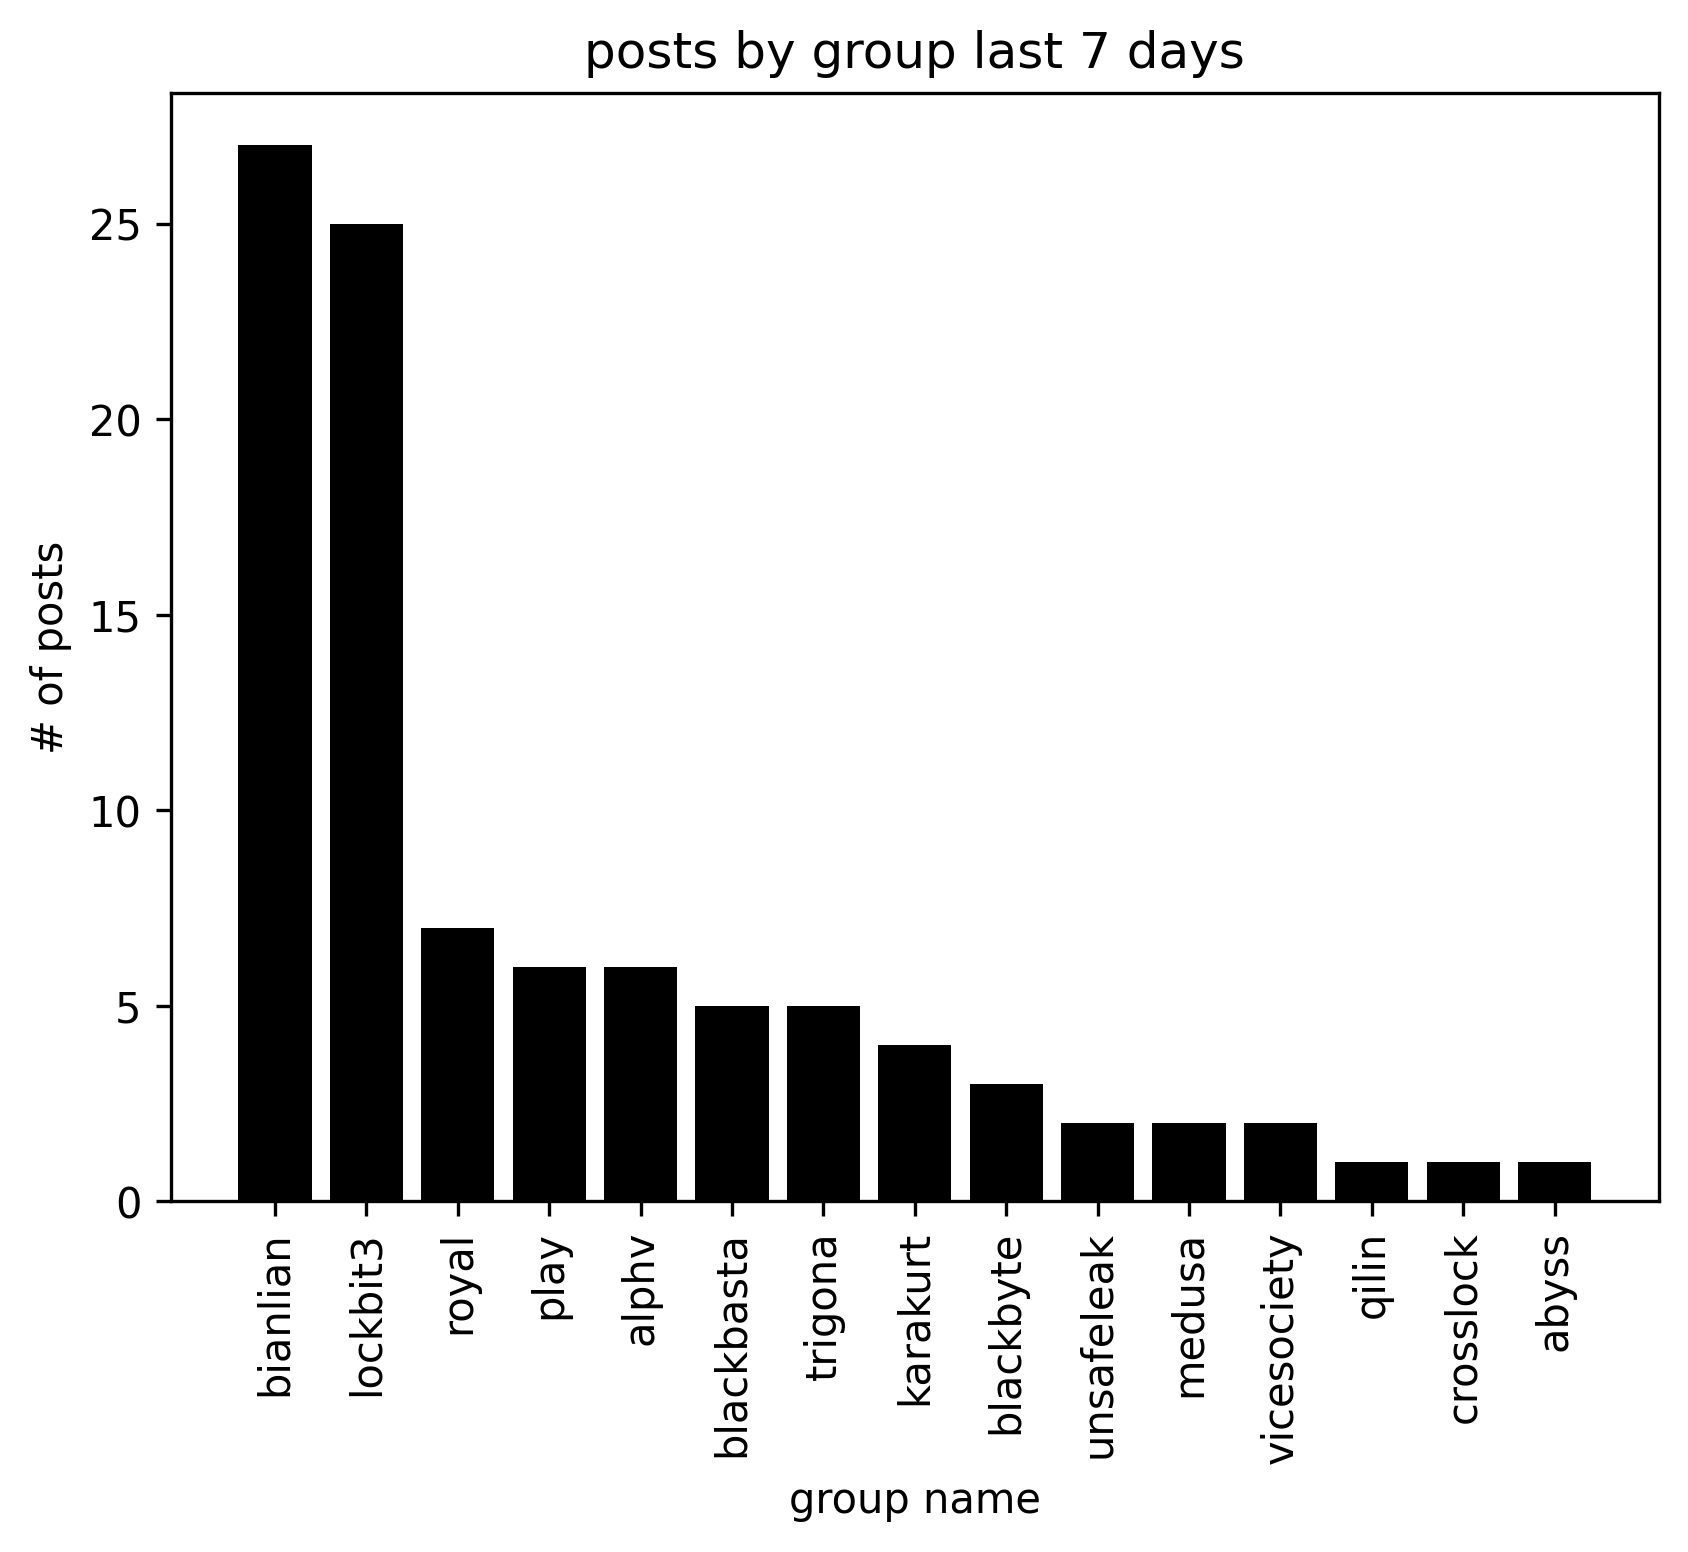 posts by group last 7 days
# of posts
25
20
15
10
5
0
bianlian
lockbit3
royal
play
alphv
blackbasta
trigona
karakurt
blackbyte
unsafeleak
medusa
vicesociety
qilin
crosslock
abyss
group name